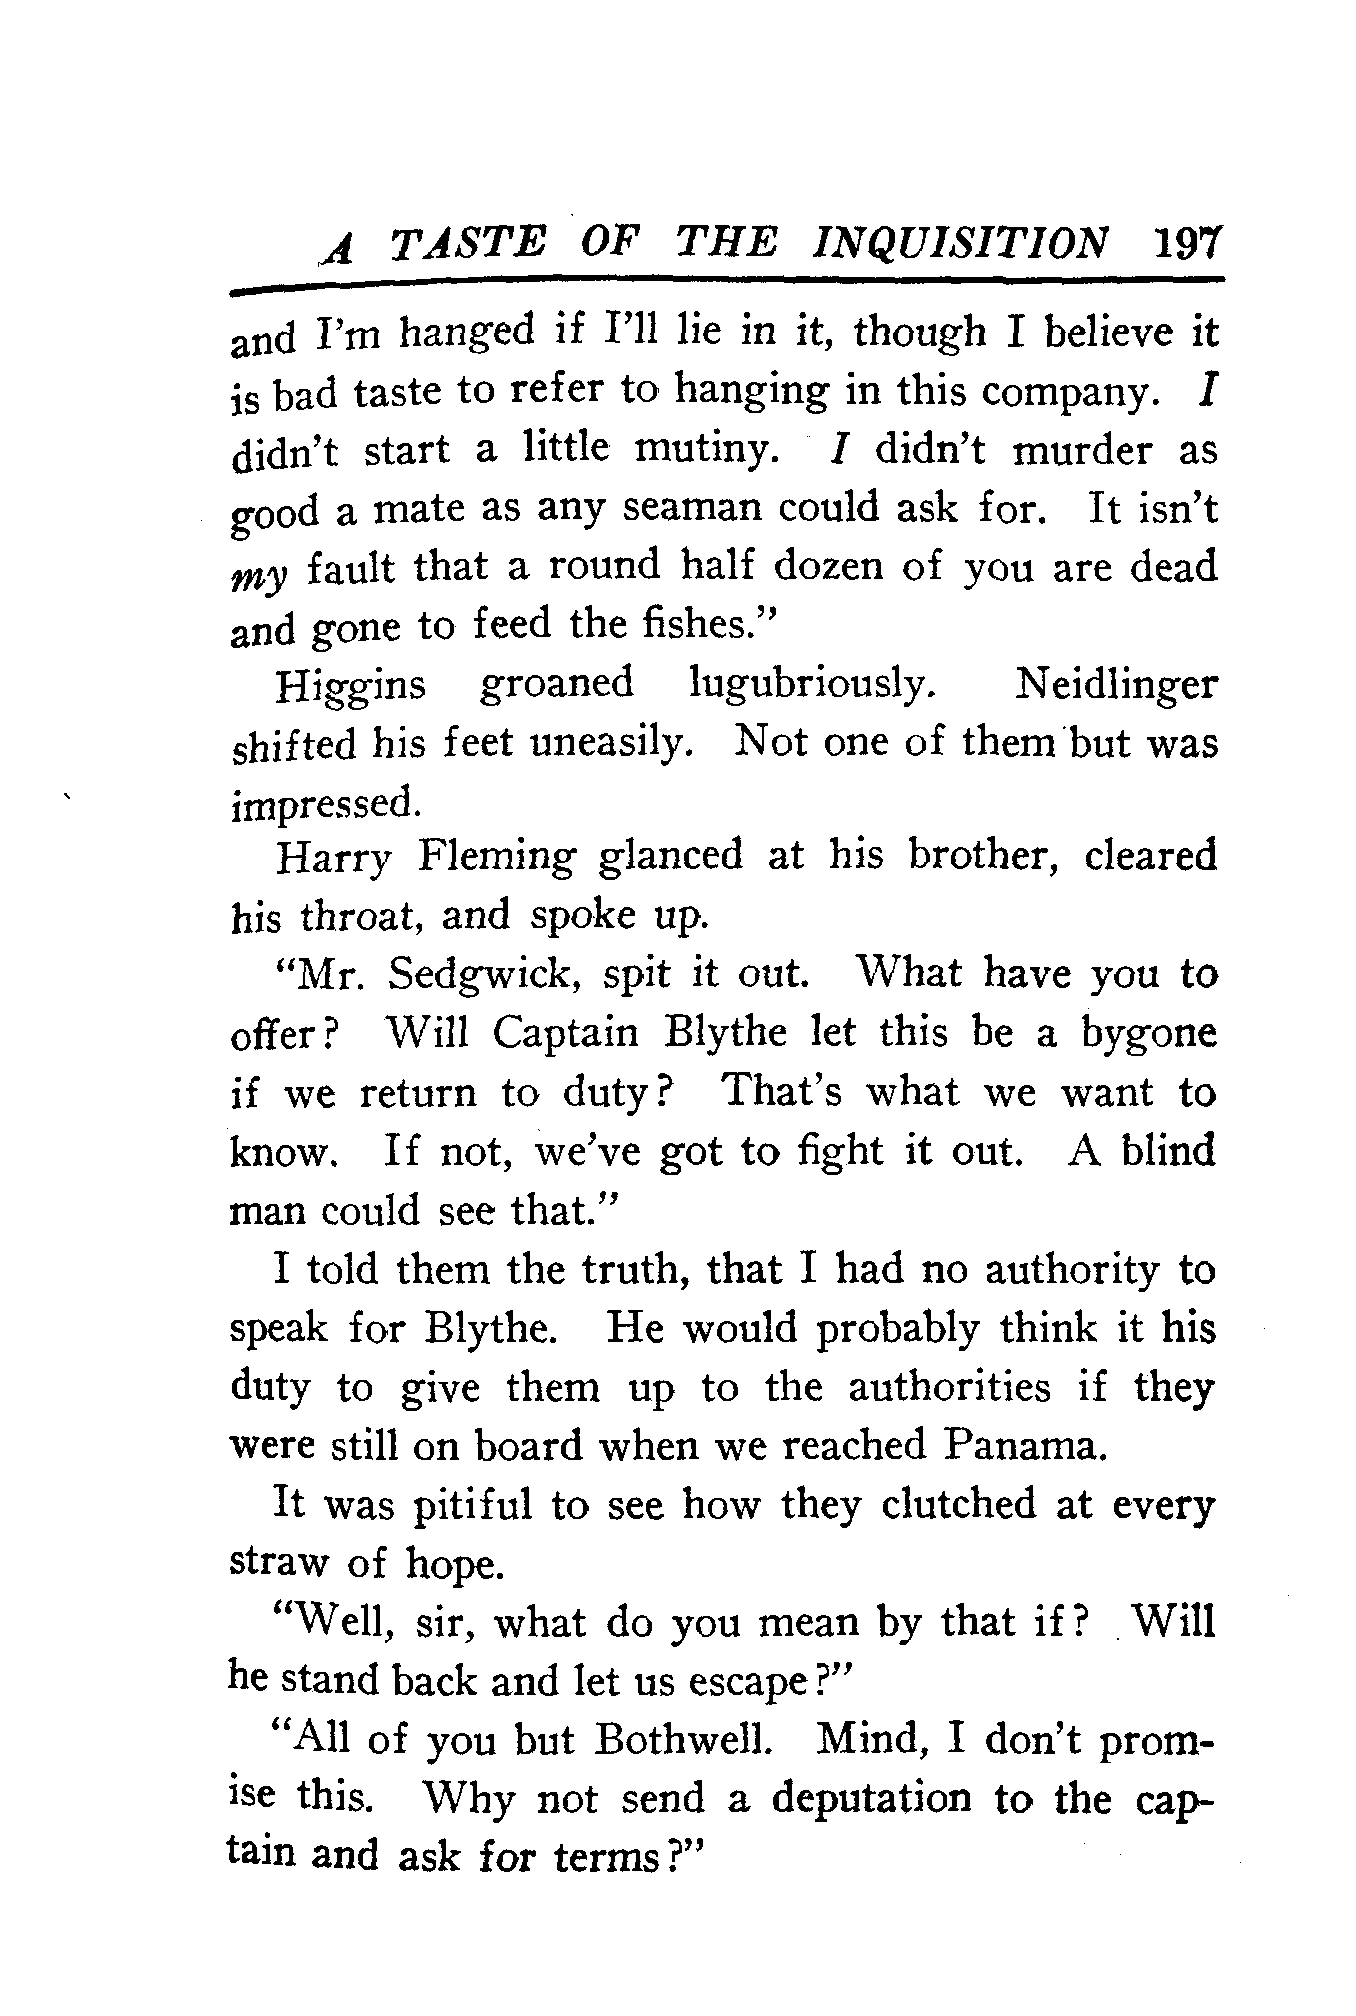 A TASTE OF THE INQUISITION 197
and I'm hanged if I'll lie in it, though I believe it
is bad taste to refer to hanging in this company. I
didn't start a little mutiny. I didn't murder as
good a mate as any seaman could ask for. It isn't
my fault that a round half dozen of you are dead
and gone to feed the fishes."
Higgins groaned lugubriously. Neidlinger
shifted his feet uneasily. Not one of them but was
impressed.
Harry Fleming glanced at his brother, cleared
his throat, and spoke up.
"Mr. Sedgwick, spit it out. What have you to
offer? Will Captain Blythe let this be a bygone
if we return to duty? That's what we want to
know. If not, we've got to fight it out. A blind
man could see that."
I told them the truth, that I had no authority to
speak for Blythe. He would probably think it his
duty to give them up to the authorities if they
were still on board when we reached Panama.
It was pitiful to see how they clutched at every
straw of hope.
"Well, sir, what do you mean by that if? Will
he stand back and let us escape?"
"All of you but Bothwell. Mind, I don't prom-
ise this. Why not send a deputation to the cap-
tain and ask for terms?"